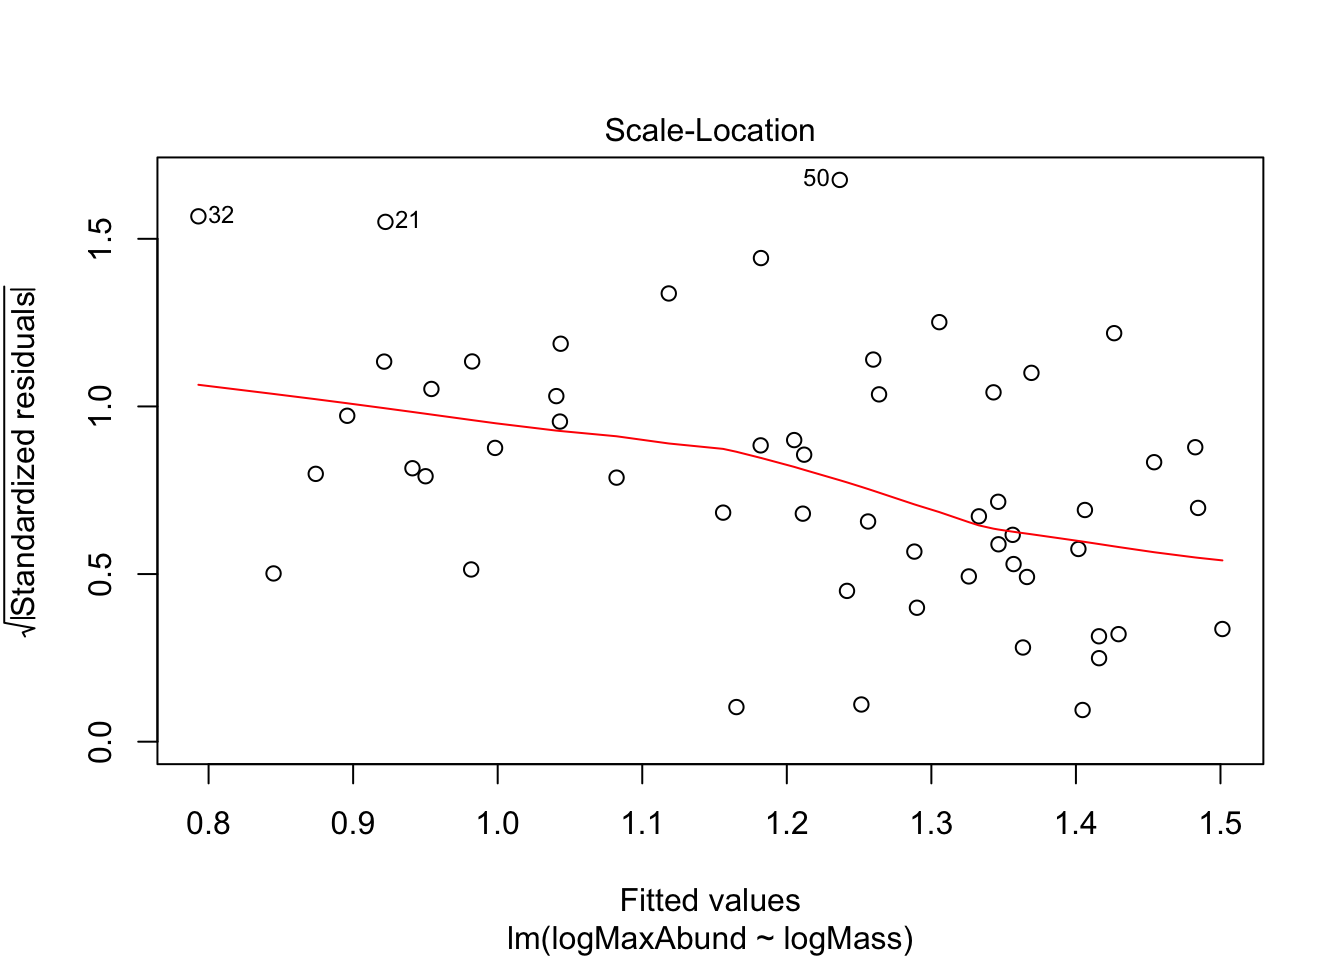 Scale-Location
50
32
21
√|Standardized residuals|
1.5
1.0
0.5
0.0
0.8 0.9 1.0 1.1 1.2 1.3 1.4 1.5
Fitted values
lm(logMaxAbund ~ logMass)